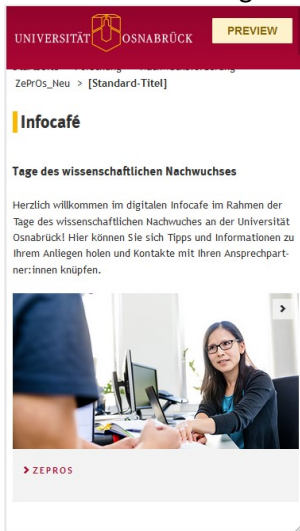 UNIVERSITÄT OSNABRÜCK
PREVIEW
ZePrOs_Neu > [Standard-Titel]
Infocafé
Tage des wissenschaftlichen Nachwuchses
Herzlich willkommen im digitalen Infocafe im Rahmen der
Tage des wissenschaftlichen Nachwuches an der Universität
Osnabrück! Hier können Sie sich Tipps und Informationen zu
Ihrem Anliegen holen und Kontakte mit Ihren Ansprechpart-
ner:innen knüpfen.
ZEPROS